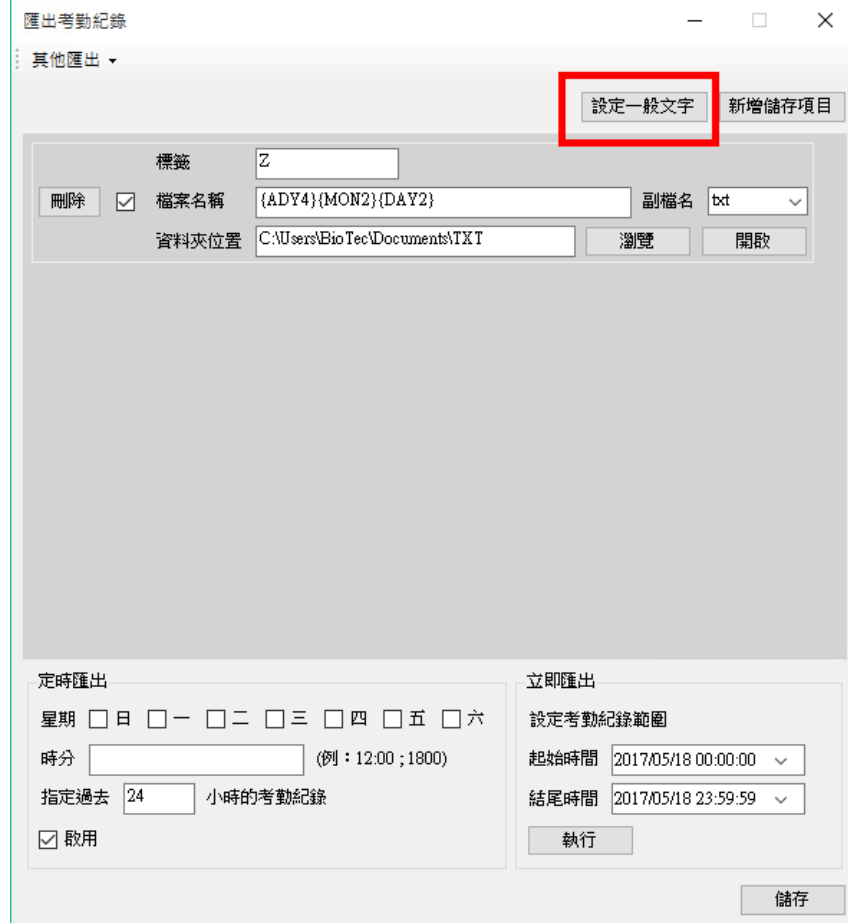 匯出考勤紀錄
其他匯出
設定一般文字 新增儲存項目
標籤 Z
刪除 檔案名稱 {ADY4}{MON2}{DAY2} 副檔名 txt
資料夾位置 C:\Users\BioTec\Documents\TXT 瀏覽 開啟
定時匯出
星期 日 一 二 三 四 五 六
時分 (例：12:00 ; 1800)
指定過去 24 小時的考勤紀錄
啟用
立即匯出
設定考勤紀錄範圍
起始時間 2017/05/18 00:00:00
結尾時間 2017/05/18 23:59:59
執行
儲存